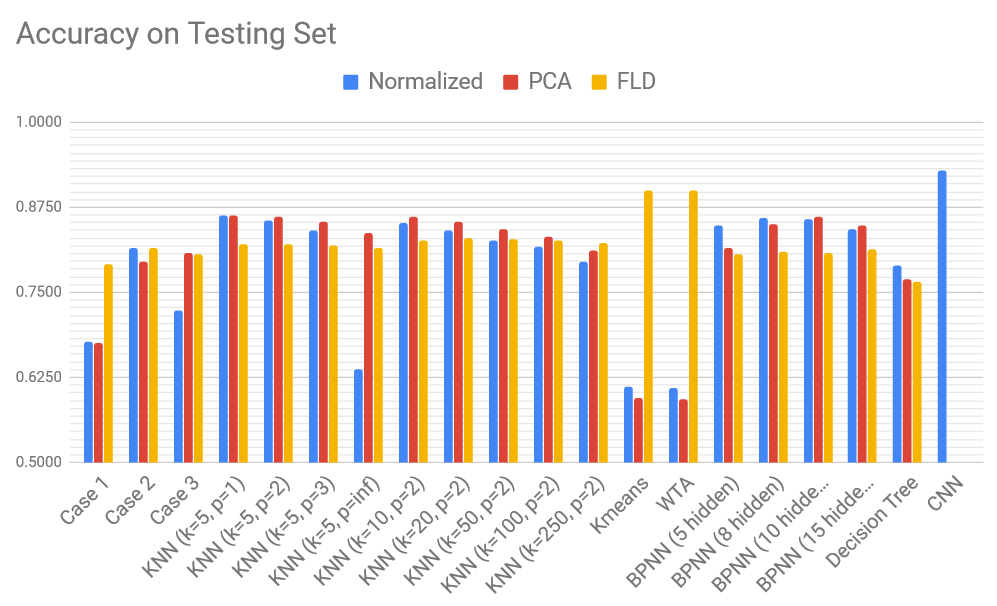 Accuracy on Testing Set
Normalized PCA FLD
1.0000
0.8750
0.7500
0.6250
0.5000
Case 1
Case 2
Case 3
KNN (k=5, p=1)
KNN (k=5, p=2)
KNN (k=5, p=3)
KNN (k=5, p=inf)
KNN (k=10, p=2)
KNN (k=20, p=2)
KNN (k=50, p=2)
KNN (k=100, p=2)
KNN (k=250, p=2)
Kmeans
WTA
BPNN (5 hidden)
BPNN (8 hidden)
BPNN (10 hidde...
BPNN (15 hidde...
Decision Tree
CNN